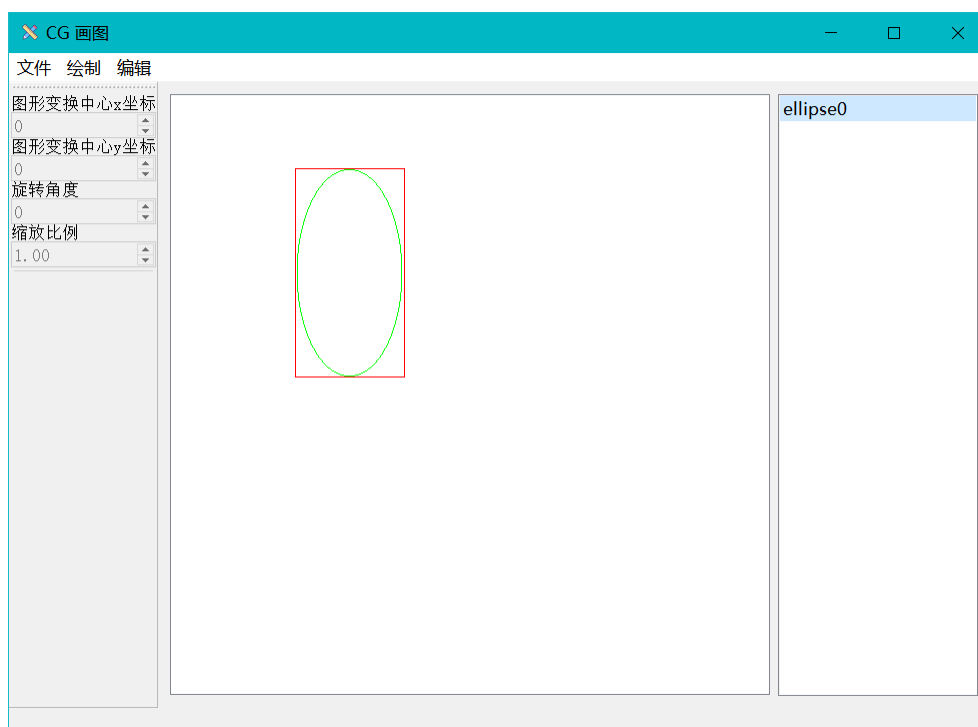 CG 画图
文件 绘制 编辑
图形变换中心x坐标
0
图形变换中心y坐标
0
旋转角度
0
缩放比例
1.00
ellipse0